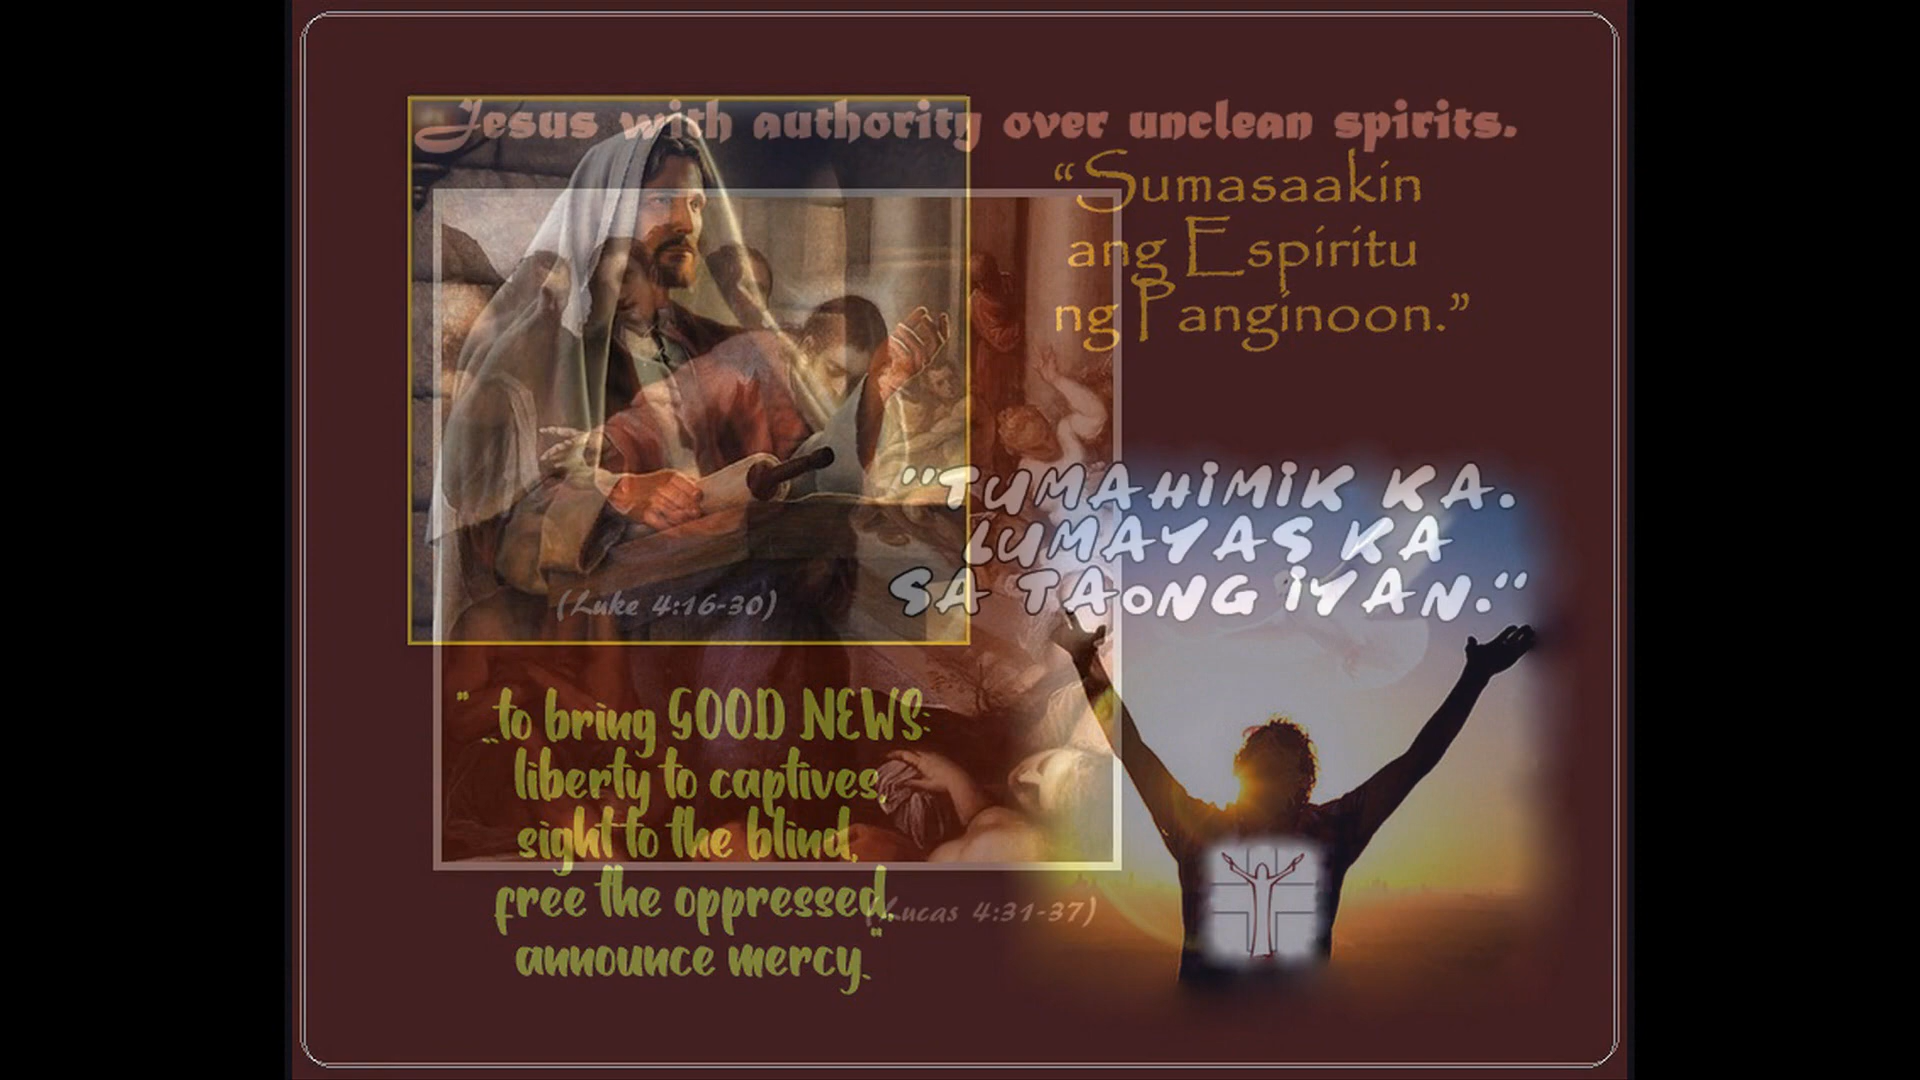 Jesus with authority over unclean spirits.
“Sumasaakin
ang Espiritu
ng Panginoon.”
"TUMAHIMIK KA.
LUMAYAS KA
SA TAONG IYAN."
(Luke 4:16-30)
"..to bring GOOD NEWS:
liberty to captives,
sight to the blind,
free the oppressed,
announce mercy."
(Lucas 4:31-37)